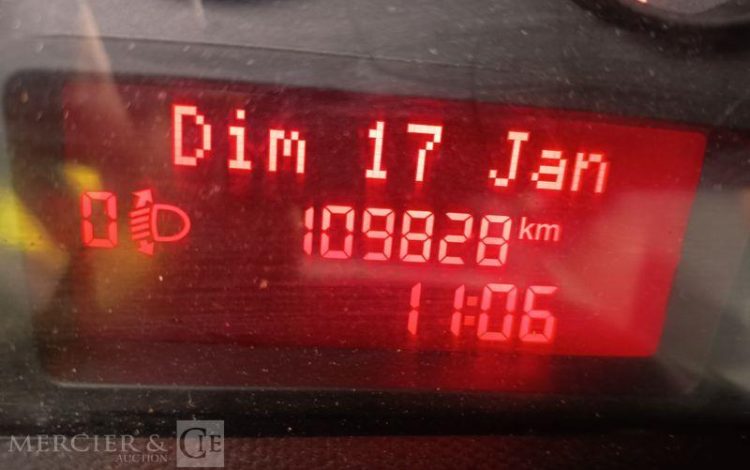 Dim 17 Jan
0 109828 km
11:06
MERCIER & CIE
AUCTION